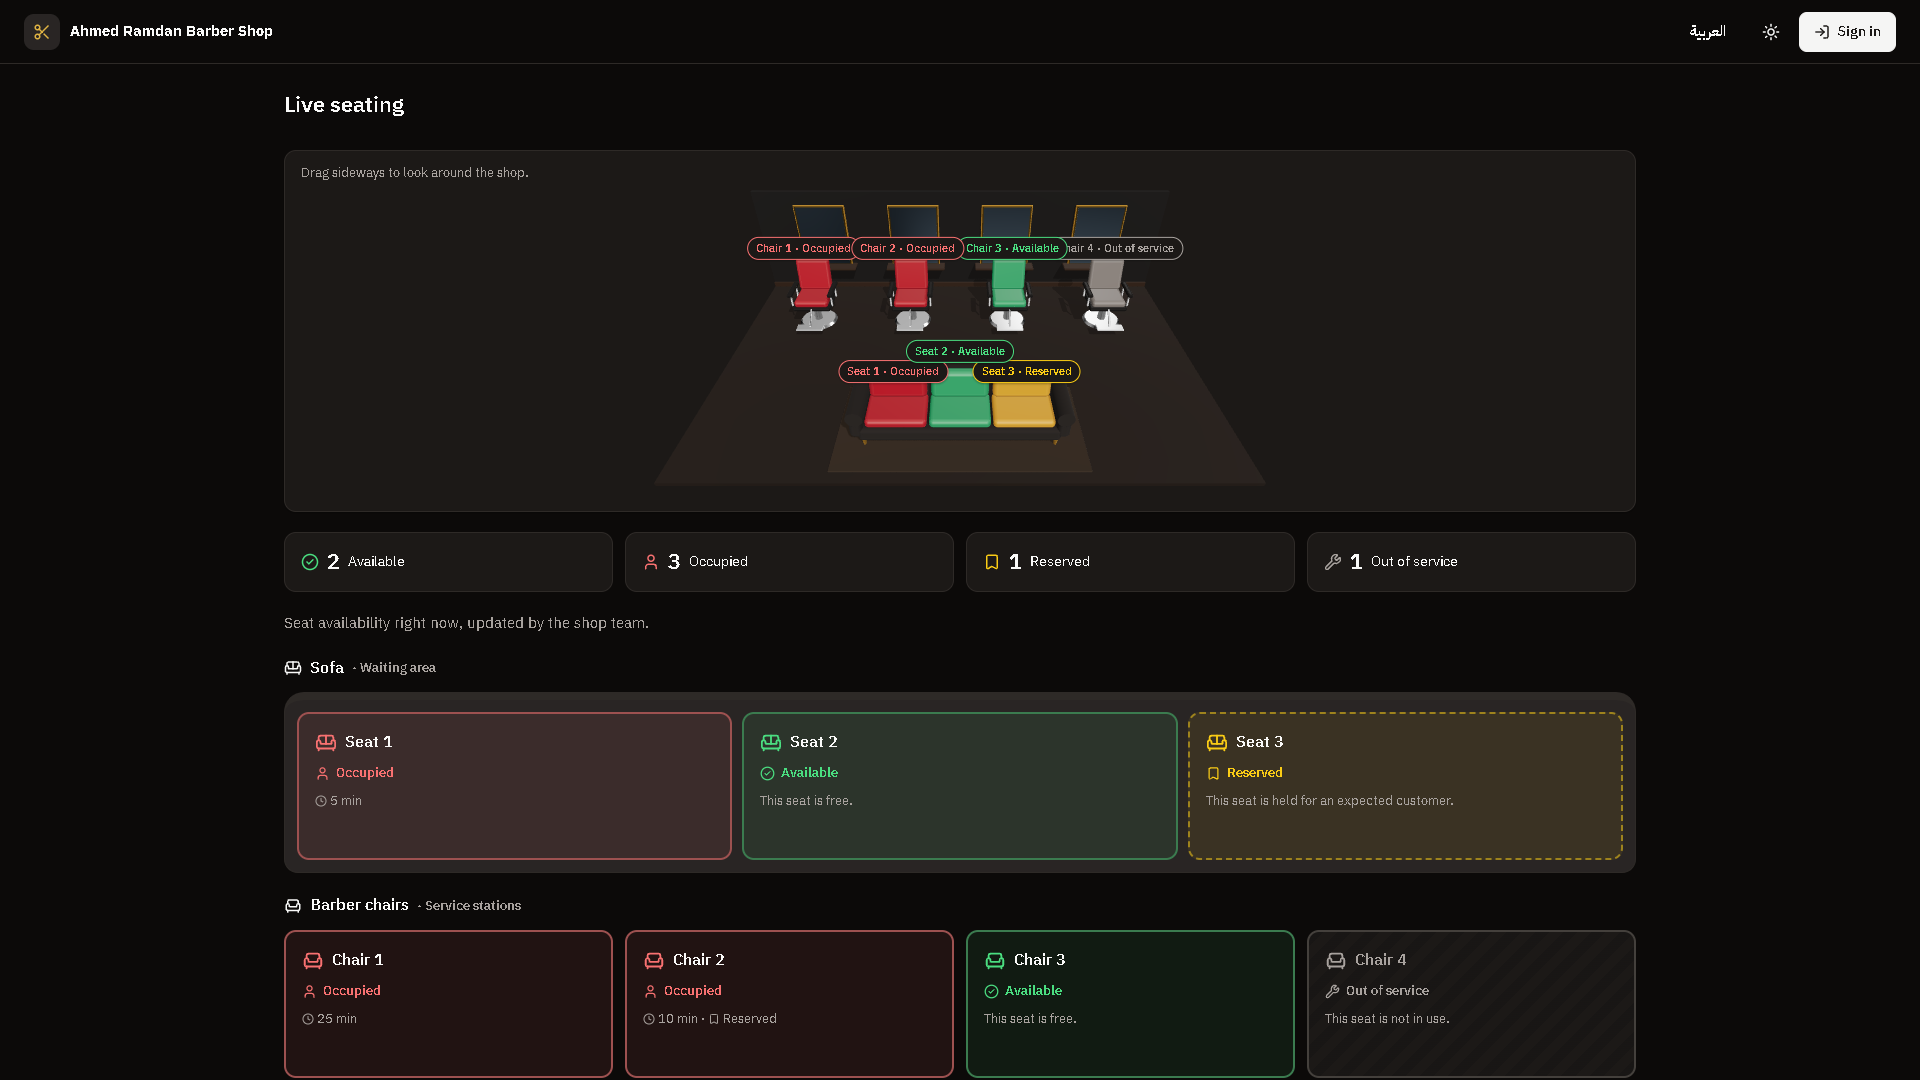 Ahmed Ramdan Barber Shop
العربية
Sign in
Live seating
Drag sideways to look around the shop.
Chair 1 · Occupied
Chair 2 · Occupied
Chair 3 · Available
air 4 · Out of service
Seat 2 · Available
Seat 1 · Occupied
Seat 3 · Reserved
2 Available
3 Occupied
1 Reserved
1 Out of service
Seat availability right now, updated by the shop team.
Sofa · Waiting area
Seat 1
Occupied
5 min
Seat 2
Available
This seat is free.
Seat 3
Reserved
This seat is held for an expected customer.
Barber chairs · Service stations
Chair 1
Occupied
25 min
Chair 2
Occupied
10 min · Reserved
Chair 3
Available
This seat is free.
Chair 4
Out of service
This seat is not in use.